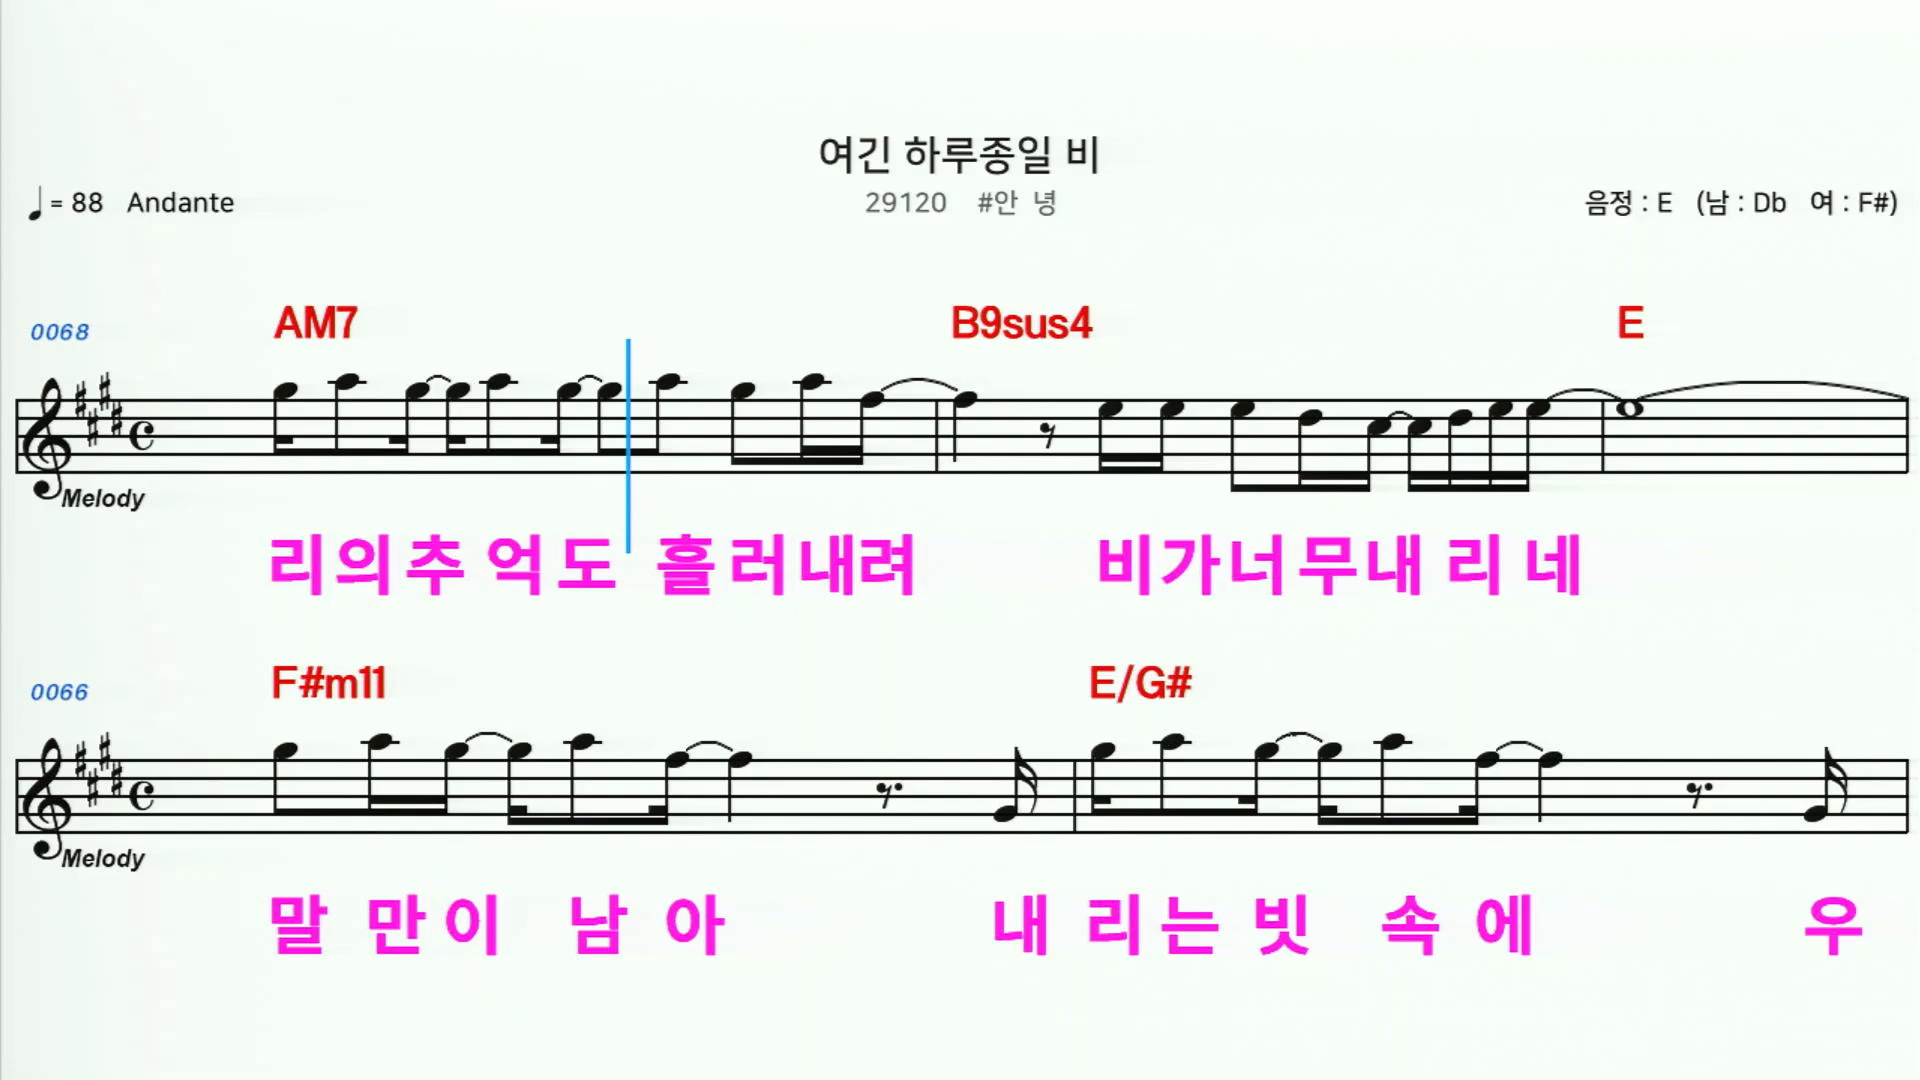 여긴 하루종일 비
♩ = 88 Andante 29120 #안 녕 음정 : E (남 : Db 여 : F#)
0068 AM7 B9sus4 E
Melody
리의추 억도 흘러내려 비가너무내 리 네
0066 F#m11 E/G#
Melody
말 만이 남 아 내 리는 빗 속 에 우